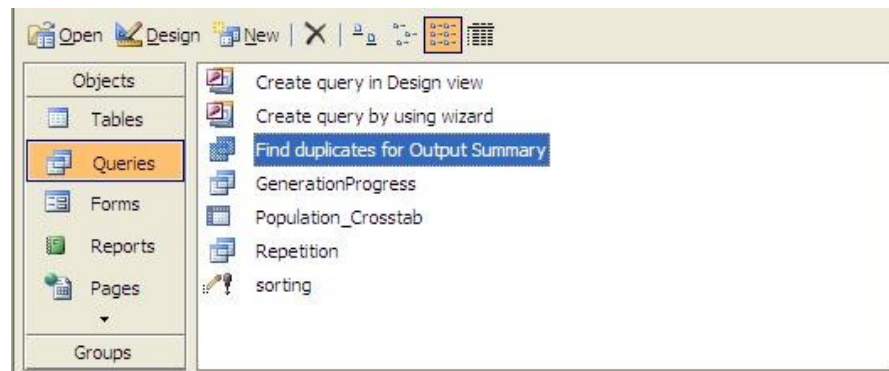 Open Design New
Objects
Tables
Queries
Forms
Reports
Pages
Groups
Create query in Design view
Create query by using wizard
Find duplicates for Output Summary
GenerationProgress
Population_Crosstab
Repetition
sorting